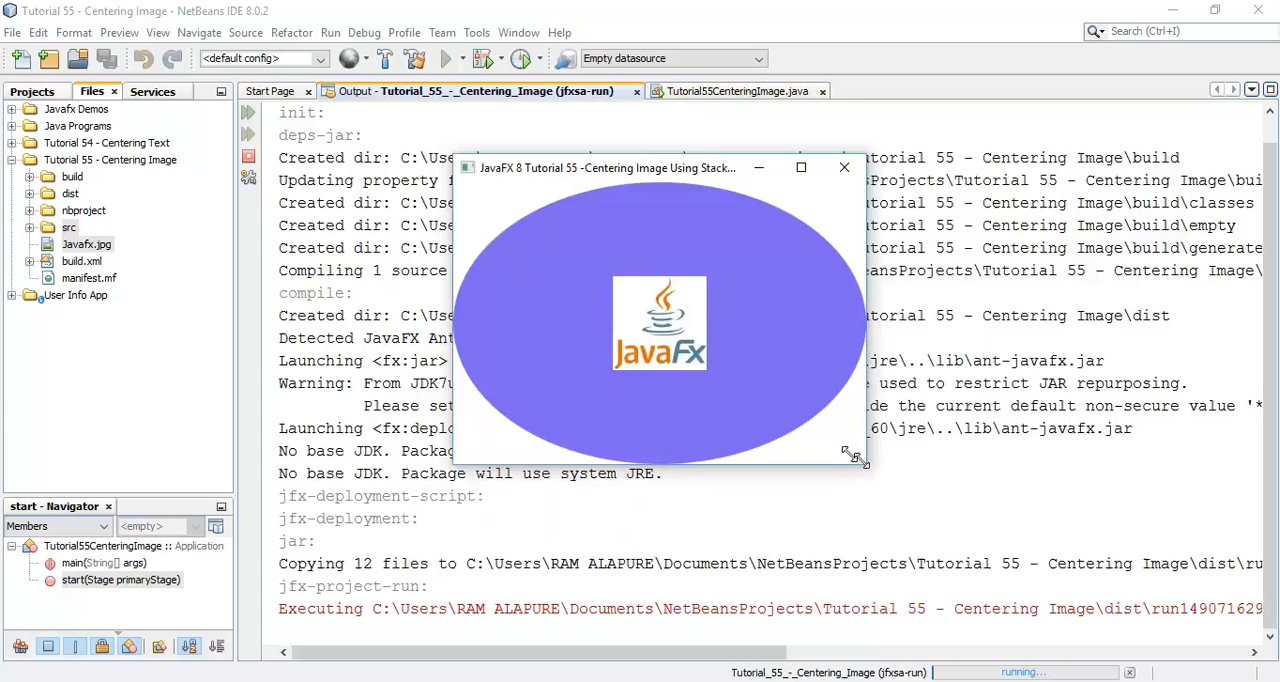 Tutorial 55 - Centering Image - NetBeans IDE 8.0.2
File Edit Format Preview View Navigate Source Refactor Run Debug Profile Team Tools Window Help
Search (Ctrl+I)
<default config>
Empty datasource
Projects Files Services
Start Page Output - Tutorial_55_-_Centering_Image (jfxsa-run) Tutorial55CenteringImage.java
Javafx Demos
Java Programs
Tutorial 54 - Centering Text
Tutorial 55 - Centering Image
build
dist
nbproject
src
Javafx.jpg
build.xml
manifest.mf
User Info App
init:
deps-jar:
Created dir: C:\Use utorial 55 - Centering Image\build
Updating property f sProjects\Tutorial 55 - Centering Image\bui
Created dir: C:\Use utorial 55 - Centering Image\build\classes
Created dir: C:\Use utorial 55 - Centering Image\build\empty
Created dir: C:\Use utorial 55 - Centering Image\build\generate
Compiling 1 source eansProjects\Tutorial 55 - Centering Image\
compile:
Created dir: C:\Use utorial 55 - Centering Image\dist
Detected JavaFX Ant
Launching <fx:jar> \jre\..\lib\ant-javafx.jar
Warning: From JDK7u used to restrict JAR repurposing.
Please set de the current default non-secure value '*
Launching <fx:deplo 60\jre\..\lib\ant-javafx.jar
No base JDK. Packag
No base JDK. Package will use system JRE.
jfx-deployment-script:
jfx-deployment:
jar:
Copying 12 files to C:\Users\RAM ALAPURE\Documents\NetBeansProjects\Tutorial 55 - Centering Image\dist\ru
jfx-project-run:
Executing C:\Users\RAM ALAPURE\Documents\NetBeansProjects\Tutorial 55 - Centering Image\dist\run149071629
JavaFX 8 Tutorial 55 -Centering Image Using Stack...
JavaFx
start - Navigator
Members <empty>
Tutorial55CenteringImage :: Application
main(String[] args)
start(Stage primaryStage)
Tutorial_55_-_Centering_Image (jfxsa-run) running...